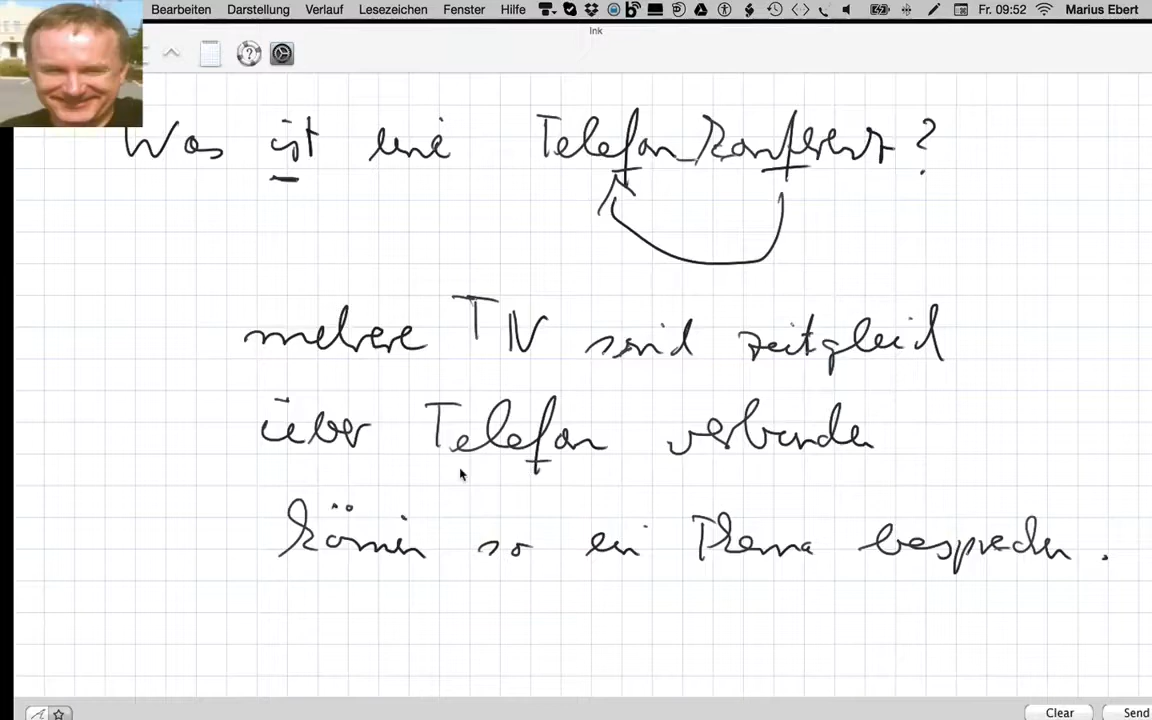 Bearbeiten Darstellung Verlauf Lesezeichen Fenster Hilfe Fr. 09:52 Marius Ebert
Ink
Was ist eine Telefonkonferenz?
mehrere TN sind zeitgleich
über Telefon verbunden
können so ein Thema besprechen.
Clear Send